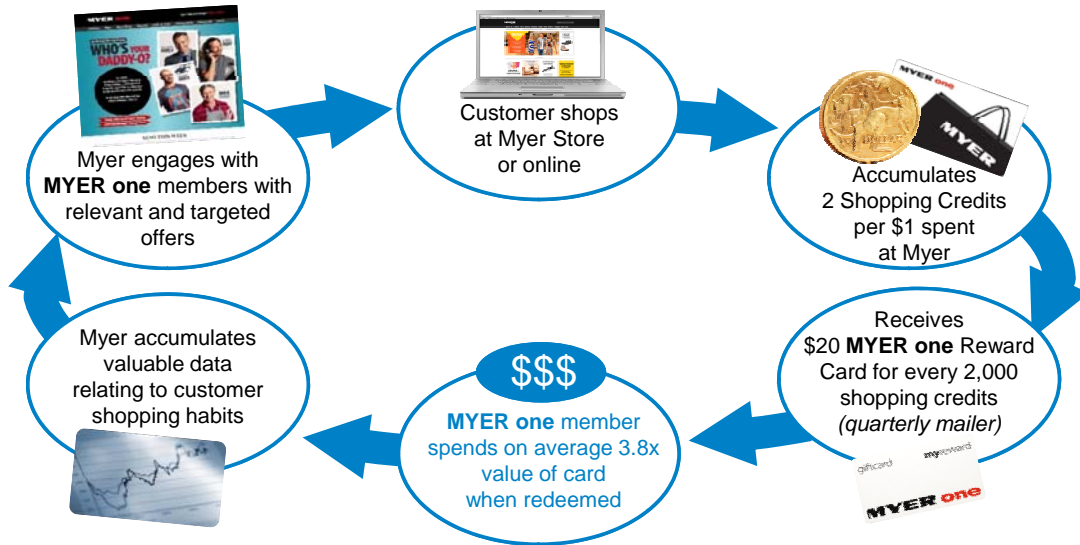 MYER one
WHO'S YOUR
DADDY-O?
Customer shops
at Myer Store
or online
MYER one
MYER
DOLLAR
Accumulates
2 Shopping Credits
per $1 spent
at Myer
Receives
$20 MYER one Reward
Card for every 2,000
shopping credits
(quarterly mailer)
giftcard myreward
MYER one
$$$
MYER one member
spends on average 3.8x
value of card
when redeemed
Myer accumulates
valuable data
relating to customer
shopping habits
Myer engages with
MYER one members with
relevant and targeted
offers